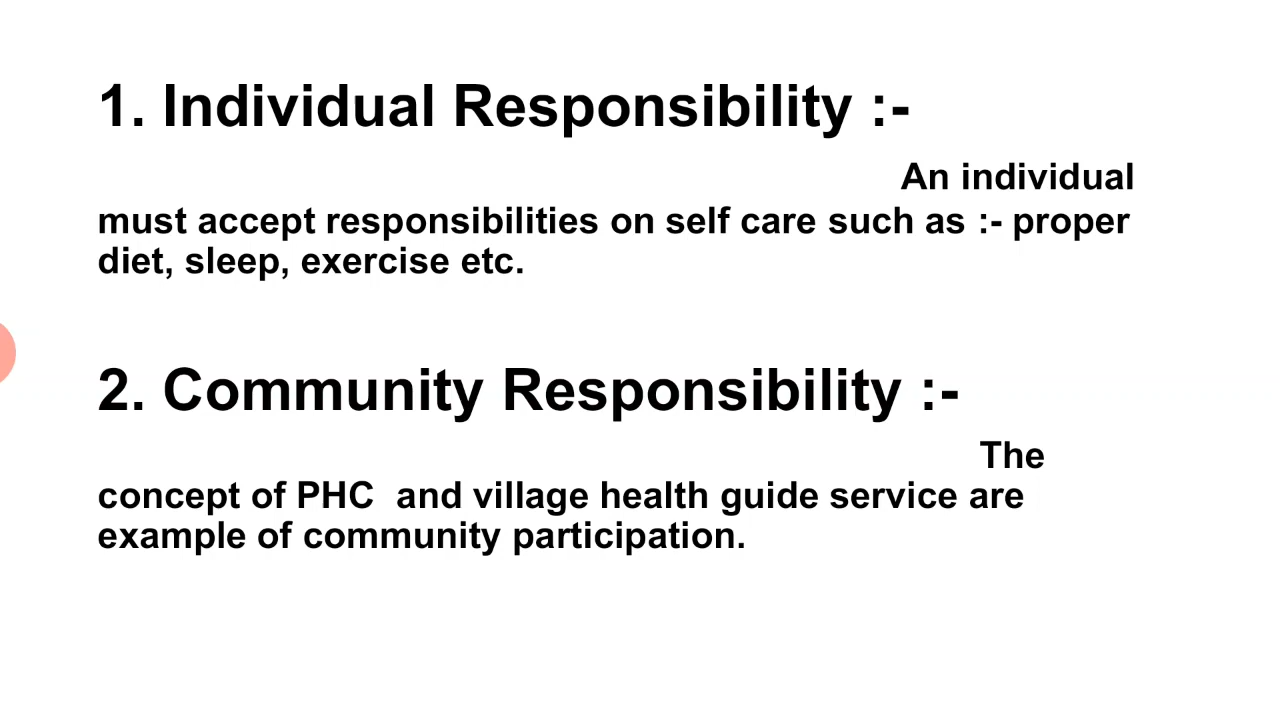 1. Individual Responsibility :-
An individual
must accept responsibilities on self care such as :- proper
diet, sleep, exercise etc.
2. Community Responsibility :-
The
concept of PHC  and village health guide service are
example of community participation.